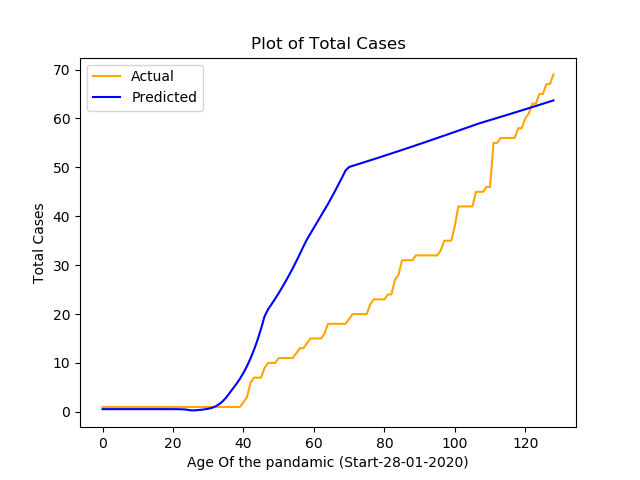 Plot of Total Cases
Actual
Predicted
70
60
50
40
30
20
10
0
Total Cases
0 20 40 60 80 100 120
Age Of the pandamic (Start-28-01-2020)